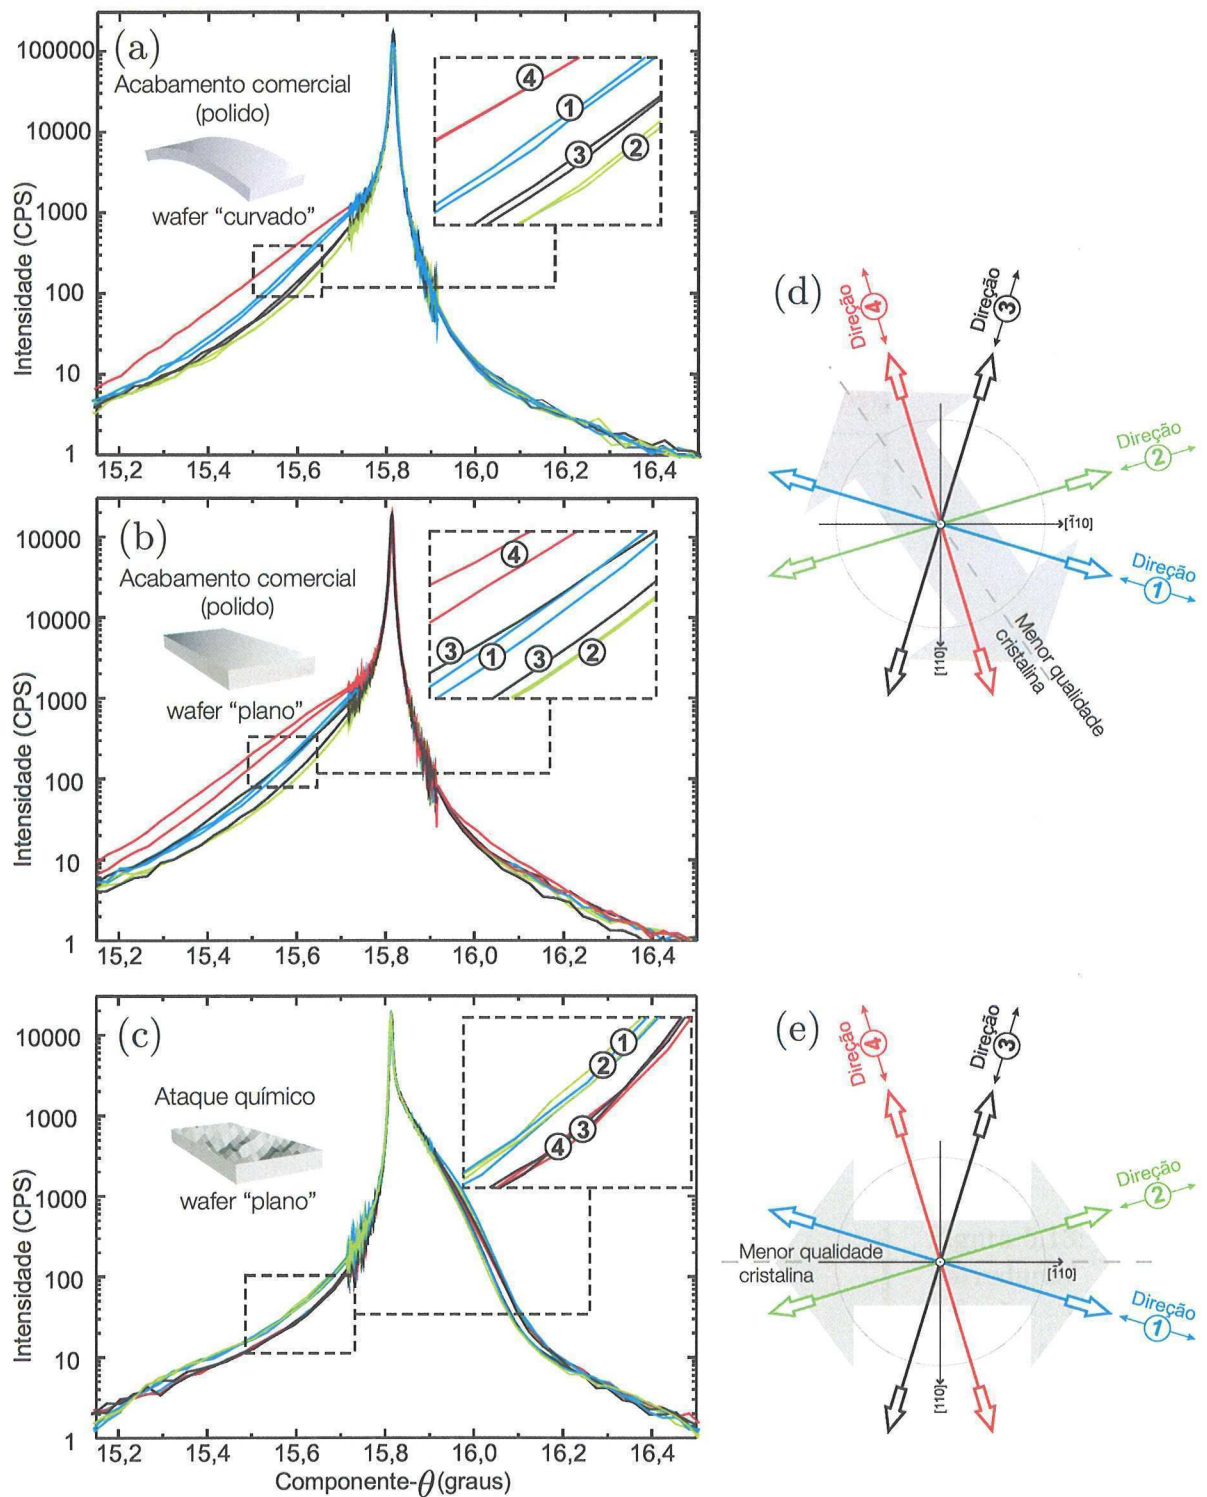 (a)
Acabamento comercial
(polido)
wafer “curvado”
4
1
3
2
Intensidade (CPS)
100000
10000
1000
100
10
1
15,2 15,4 15,6 15,8 16,0 16,2 16,4
(b)
Acabamento comercial
(polido)
wafer “plano”
4
3
1
3
2
Intensidade (CPS)
10000
1000
100
10
1
15,2 15,4 15,6 15,8 16,0 16,2 16,4
(c)
Ataque químico
wafer “plano”
1
2
3
4
Intensidade (CPS)
10000
1000
100
10
1
15,2 15,4 15,6 15,8 16,0 16,2 16,4
Componente-θ(graus)
(d)
Direção
4
Direção
3
Direção
2
[1̄10]
Direção
1
[110]
Menor qualidade
cristalina
(e)
Direção
4
Direção
3
Direção
2
Menor qualidade
cristalina
[1̄10]
Direção
1
[110]